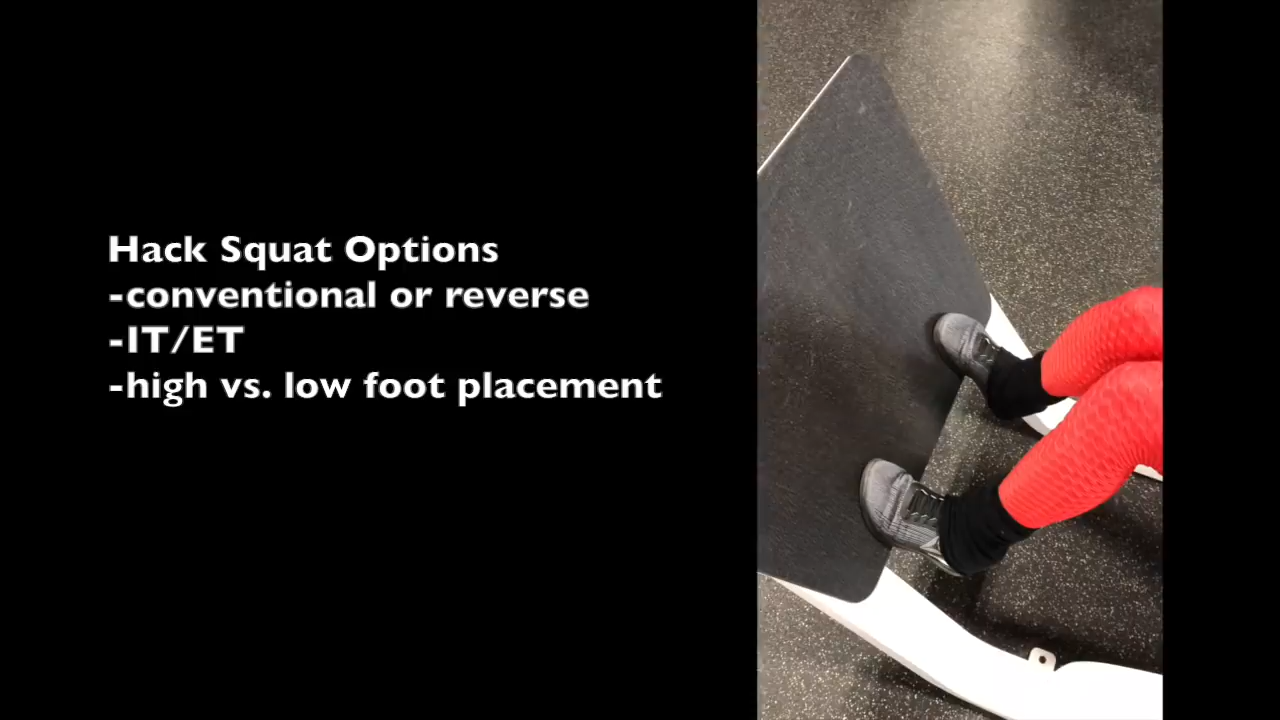 Hack Squat Options
-conventional or reverse
-IT/ET
-high vs. low foot placement